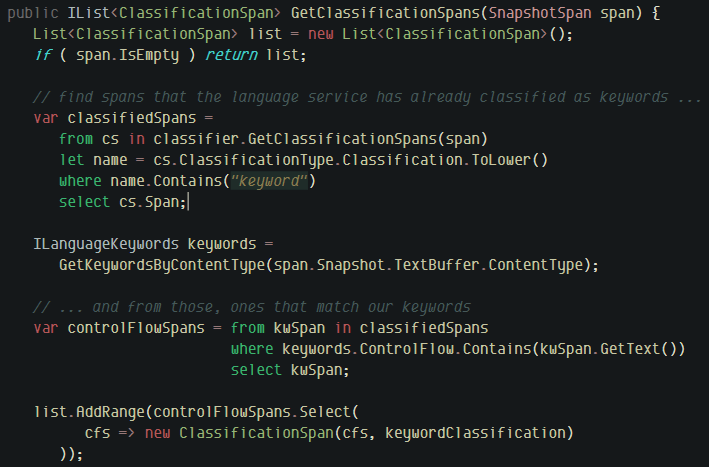 public IList<ClassificationSpan> GetClassificationSpans(SnapshotSpan span) {
   List<ClassificationSpan> list = new List<ClassificationSpan>();
   if ( span.IsEmpty ) return list;

   // find spans that the language service has already classified as keywords ...
   var classifiedSpans =
      from cs in classifier.GetClassificationSpans(span)
      let name = cs.ClassificationType.Classification.ToLower()
      where name.Contains("keyword")
      select cs.Span;

   ILanguageKeywords keywords =
      GetKeywordsByContentType(span.Snapshot.TextBuffer.ContentType);

   // ... and from those, ones that match our keywords
   var controlFlowSpans = from kwSpan in classifiedSpans
                          where keywords.ControlFlow.Contains(kwSpan.GetText())
                          select kwSpan;

   list.AddRange(controlFlowSpans.Select(
         cfs => new ClassificationSpan(cfs, keywordClassification)
      ));